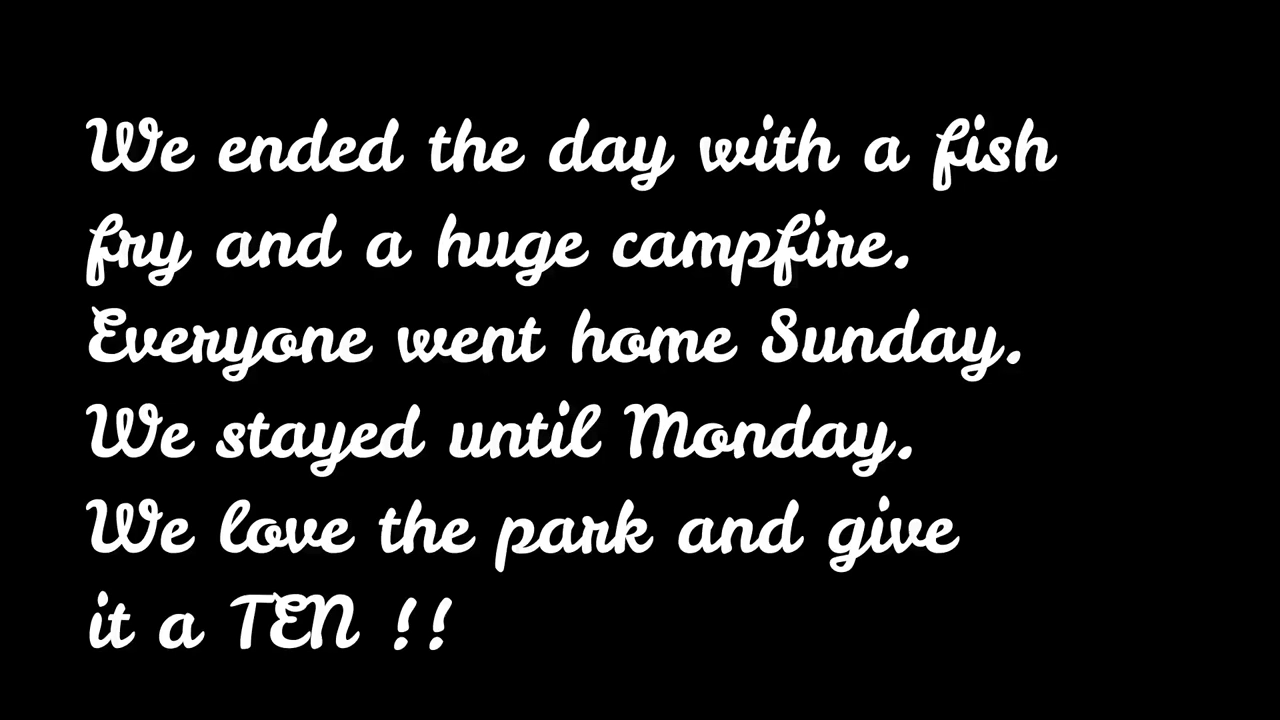 We ended the day with a fish
fry and a huge campfire.
Everyone went home Sunday.
We stayed until Monday.
We love the park and give
it a TEN !!